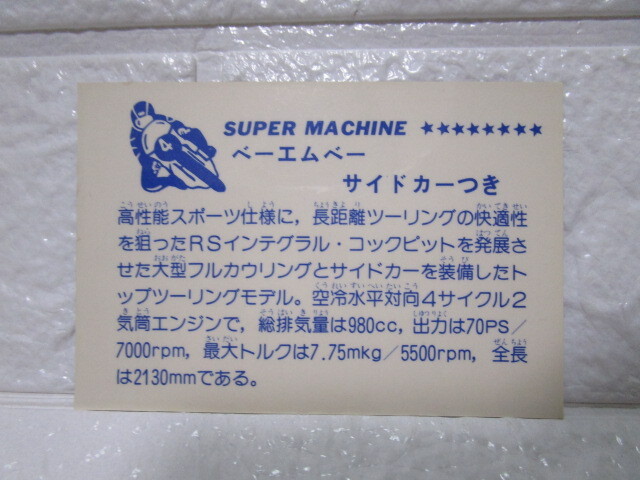 SUPER MACHINE ★★★★★★★★
ベーエムベー
サイドカーつき
高性能スポーツ仕様に，長距離ツーリングの快適性
を狙ったRSインテグラル・コックピットを発展さ
せた大型フルカウリングとサイドカーを装備したト
ップツーリングモデル。空冷水平対向4サイクル2
気筒エンジンで，総排気量は980cc，出力は70PS/
7000rpm，最大トルクは7.75mkg/5500rpm，全長
は2130mmである。